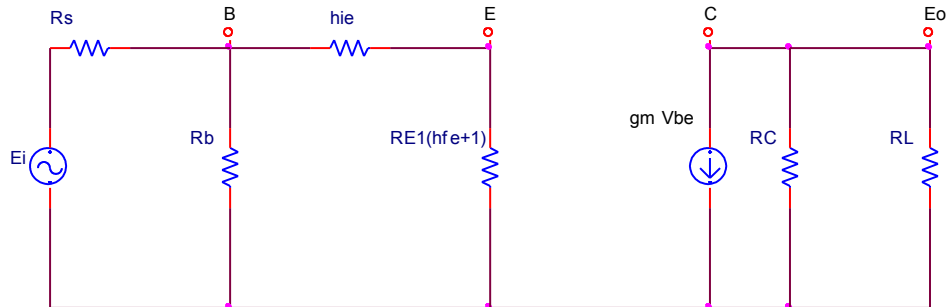 Rs B hie E C Eo
gm Vbe
Rb RE1(hfe+1) RC RL
Ei